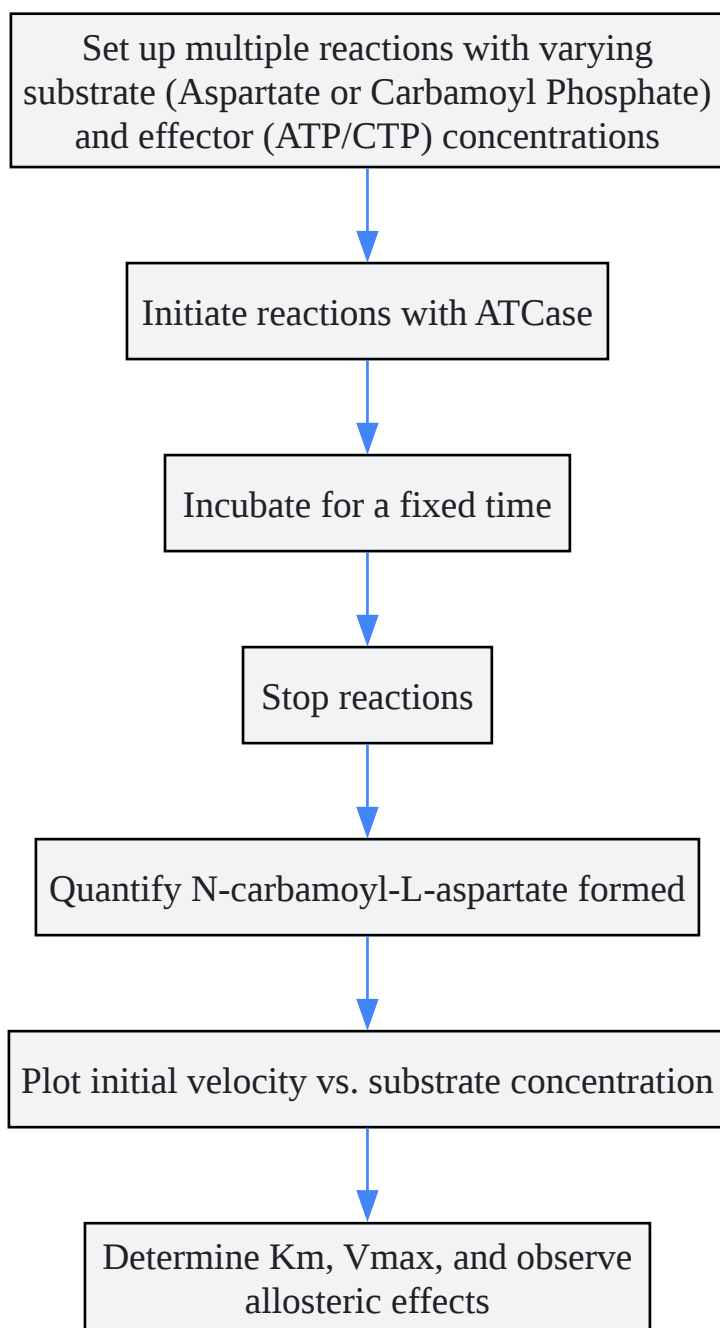 Set up multiple reactions with varying
substrate (Aspartate or Carbamoyl Phosphate)
and effector (ATP/CTP) concentrations
Initiate reactions with ATCase
Incubate for a fixed time
Stop reactions
Quantify N-carbamoyl-L-aspartate formed
Plot initial velocity vs. substrate concentration
Determine Km, Vmax, and observe
allosteric effects